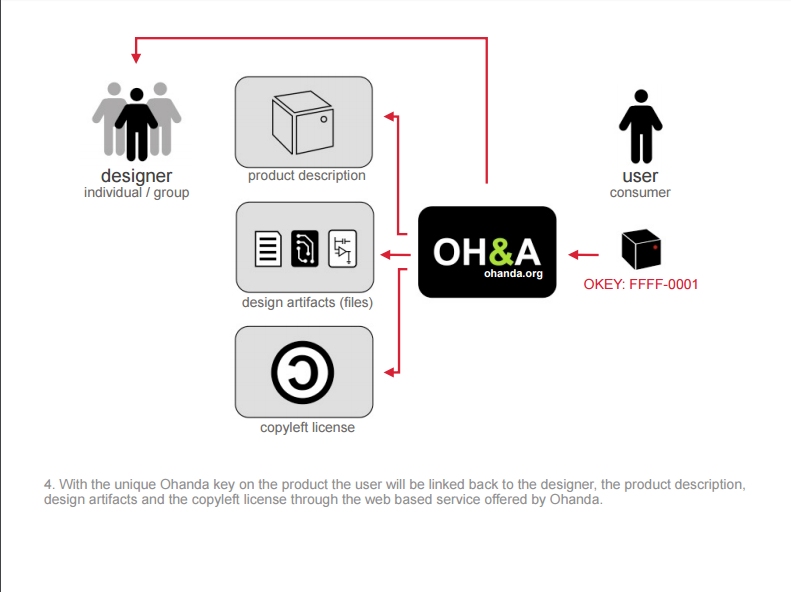 designer
individual / group
product description
design artifacts (files)
copyleft license
OH&A
ohanda.org
user
consumer
OKEY: FFFF-0001
4. With the unique Ohanda key on the product the user will be linked back to the designer, the product description,
design artifacts and the copyleft license through the web based service offered by Ohanda.